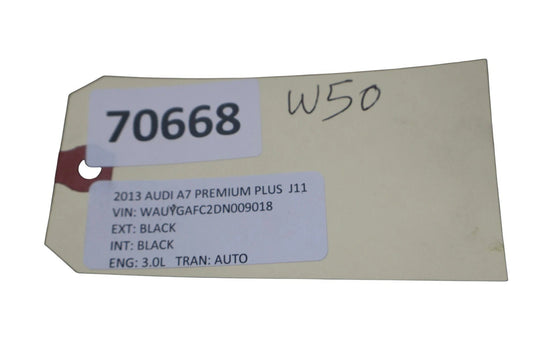 70668
W50
2013 AUDI A7 PREMIUM PLUS J11
VIN: WAUYGAFC2DN009018
EXT: BLACK
INT: BLACK
ENG: 3.0L TRAN: AUTO